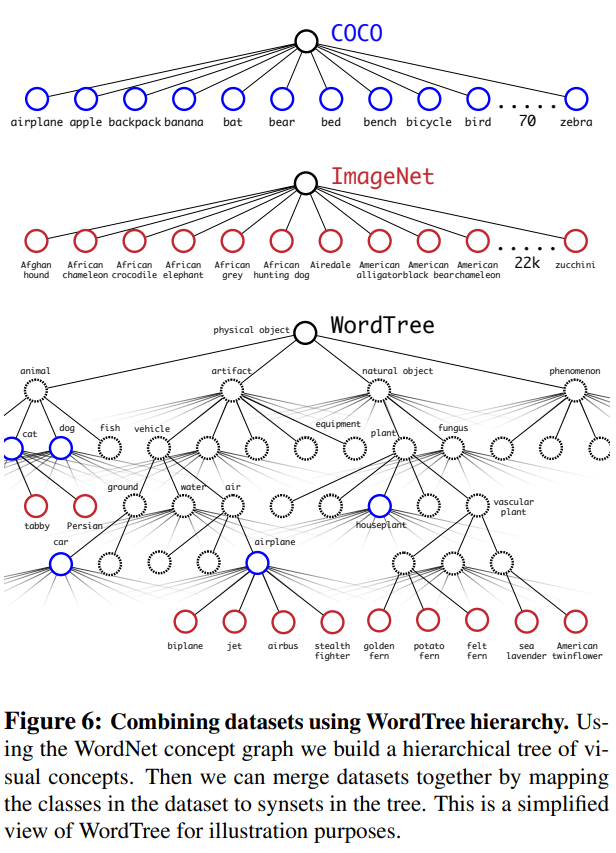 COCO
airplane apple backpack banana bat bear bed bench bicycle bird 70 zebra
ImageNet
Afghan hound
African chameleon
African crocodile
African elephant
African grey
African hunting dog
Airedale
American alligator
American black bear
American chameleon
22k
zucchini
physical object
WordTree
animal artifact natural object phenomenon
cat dog fish vehicle equipment plant fungus
ground water air
tabby Persian houseplant vascular plant
car airplane
biplane jet airbus
stealth fighter
golden fern
potato fern
felt fern
sea lavender
American twinflower
Figure 6: Combining datasets using WordTree hierarchy. Us-
ing the WordNet concept graph we build a hierarchical tree of vi-
sual concepts. Then we can merge datasets together by mapping
the classes in the dataset to synsets in the tree. This is a simplified
view of WordTree for illustration purposes.